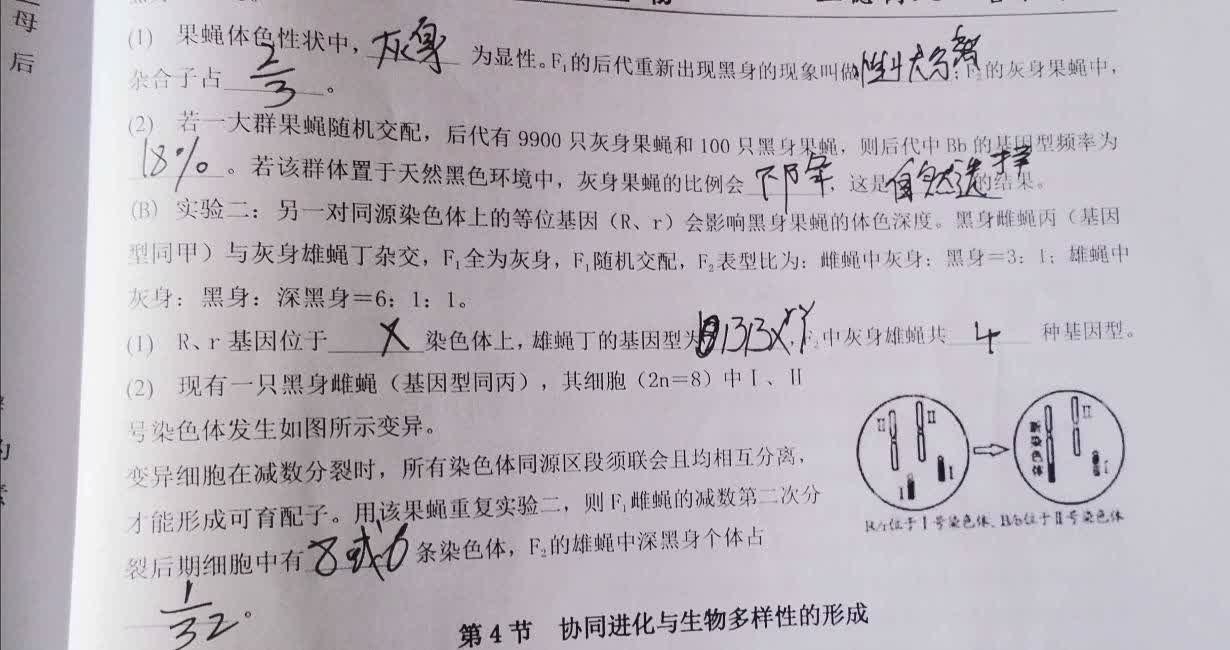 母
后
(1) 果蝇体色性状中，灰身为显性。F₁的后代重新出现黑身的现象叫做性状分离；F₂的灰身果蝇中，
杂合子占 2/3 。
(2) 若一大群果蝇随机交配，后代有 9900 只灰身果蝇和 100 只黑身果蝇，则后代中 Bb 的基因型频率为
18% 。若该群体置于天然黑色环境中，灰身果蝇的比例会 下降，这是 自然选择 的结果。
(B) 实验二：另一对同源染色体上的等位基因（R、r）会影响黑身果蝇的体色深度。黑身雌蝇丙（基因
型同甲）与灰身雄蝇丁杂交，F₁全为灰身，F₁随机交配，F₂表型比为：雌蝇中灰身：黑身＝3：1；雄蝇中
灰身：黑身：深黑身＝6：1：1。
(1) R、r 基因位于 X 染色体上，雄蝇丁的基因型为 BBXʳY，F₂中灰身雄蝇共 4 种基因型。
(2) 现有一只黑身雌蝇（基因型同丙），其细胞（2n＝8）中Ⅰ、Ⅱ
号染色体发生如图所示变异。
变异细胞在减数分裂时，所有染色体同源区段须联会且均相互分离，
才能形成可育配子。用该果蝇重复实验二，则 F₁雌蝇的减数第二次分
裂后期细胞中有 8或6 条染色体，F₂的雄蝇中深黑身个体占
1/32 。
Ⅱ Ⅱ Ⅰ Ⅰ
新染色体 Ⅱ Ⅰ
R/r位于Ⅰ号染色体、B/b位于Ⅱ号染色体
第 4 节 协同进化与生物多样性的形成